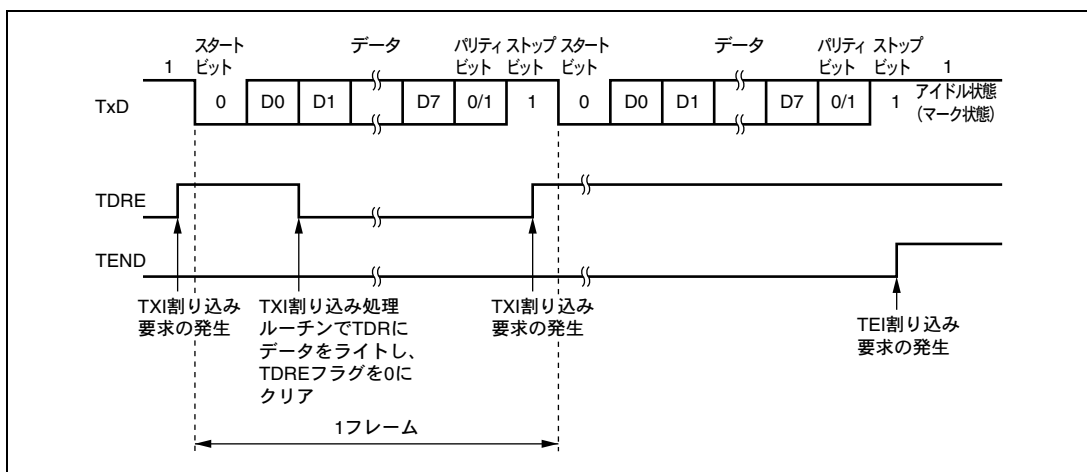 スタート
ビット
データ
パリティ
ビット
ストップ
ビット
スタート
ビット
データ
パリティ
ビット
ストップ
ビット
1
1
TxD
0 D0 D1 D7 0/1 1 0 D0 D1 D7 0/1 1
アイドル状態
(マーク状態)
TDRE
TEND
TXI割り込み
要求の発生
TXI割り込み処理
ルーチンでTDRに
データをライトし、
TDREフラグを0に
クリア
TXI割り込み
要求の発生
TEI割り込み
要求の発生
1フレーム